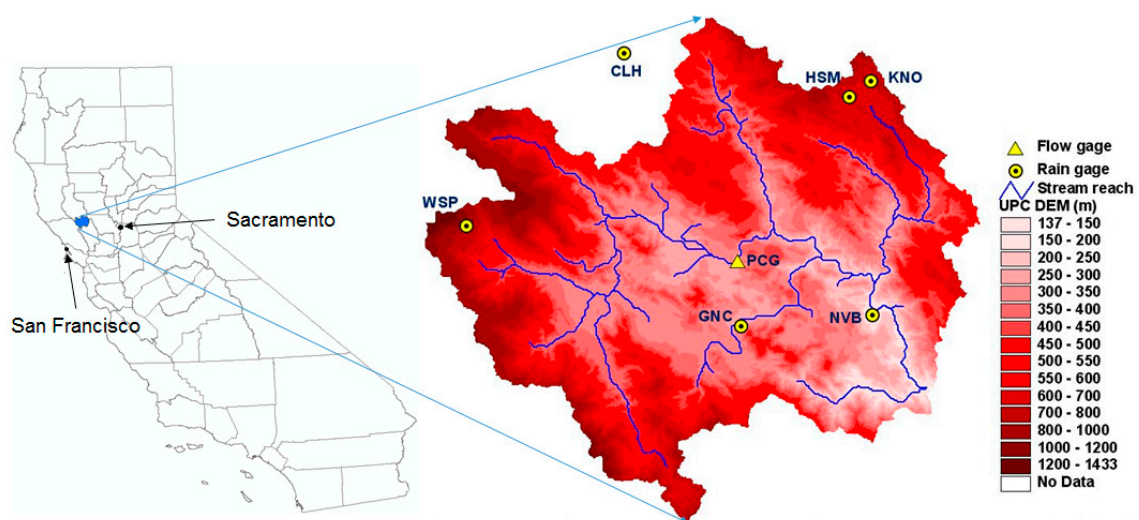 CLH
HSM
KNO
WSP
Sacramento
San Francisco
PCG
GNC
NVB
Flow gage
Rain gage
Stream reach
UPC DEM (m)
137 - 150
150 - 200
200 - 250
250 - 300
300 - 350
350 - 400
400 - 450
450 - 500
500 - 550
550 - 600
600 - 700
700 - 800
800 - 1000
1000 - 1200
1200 - 1433
No Data